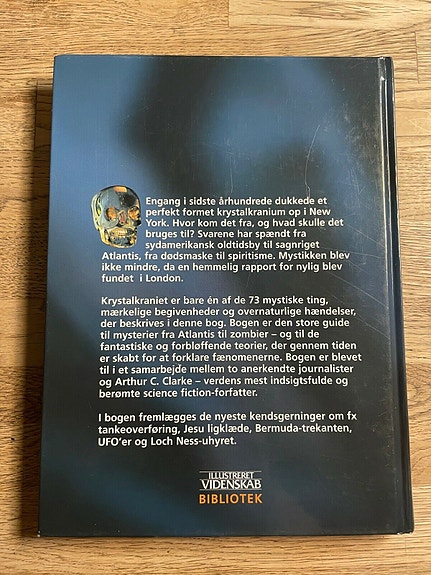 Engang i sidste århundrede dukkede et
perfekt formet krystalkranium op i New
York. Hvor kom det fra, og hvad skulle det
bruges til? Svarene har spændt fra
sydamerikansk oldtidsby til sagnriget
Atlantis, fra dødsmaske til spiritisme. Mystikken blev
ikke mindre, da en hemmelig rapport for nylig blev
fundet i London.
Krystalkraniet er bare én af de 73 mystiske ting,
mærkelige begivenheder og overnaturlige hændelser,
der beskrives i denne bog. Bogen er den store guide
til mysterier fra Atlantis til zombier – og til de
fantastiske og forbløffende teorier, der gennem tiden
er skabt for at forklare fænomenerne. Bogen er blevet
til i et samarbejde mellem to anerkendte journalister
og Arthur C. Clarke – verdens mest indsigtsfulde og
berømte science fiction-forfatter.
I bogen fremlægges de nyeste kendsgerninger om fx
tankeoverføring, Jesu ligklæde, Bermuda-trekanten,
UFO'er og Loch Ness-uhyret.
ILLUSTRERET
VIDENSKAB
BIBLIOTEK